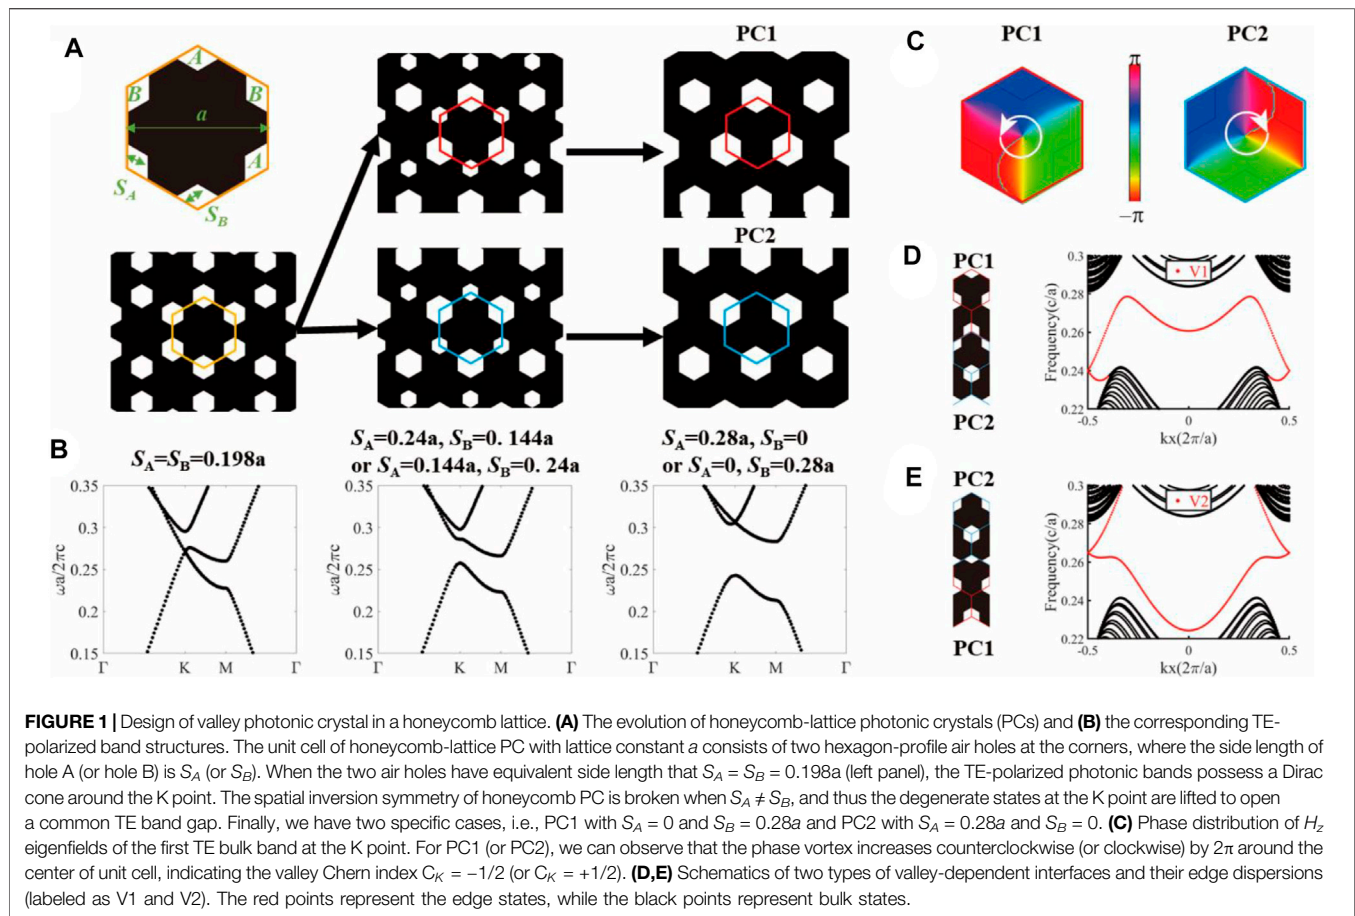 A
A
B
B
a
A
S_A
S_B
PC1
PC2
C
PC1
PC2
π
−π
B
S_A=S_B=0.198a
S_A=0.24a, S_B=0. 144a
or S_A=0.144a, S_B=0. 24a
S_A=0.28a, S_B=0
or S_A=0, S_B=0.28a
ωa/2πc
0.35
0.3
0.25
0.2
0.15
Γ K M Γ
ωa/2πc
0.35
0.3
0.25
0.2
0.15
Γ K M Γ
ωa/2πc
0.35
0.3
0.25
0.2
0.15
Γ K M Γ
D
PC1
PC2
Frequency(c/a)
0.3
0.28
0.26
0.24
0.22
V1
-0.5 0 0.5
kx(2π/a)
E
PC2
PC1
Frequency(c/a)
0.3
0.28
0.26
0.24
0.22
V2
-0.5 0 0.5
kx(2π/a)
FIGURE 1 | Design of valley photonic crystal in a honeycomb lattice. (A) The evolution of honeycomb-lattice photonic crystals (PCs) and (B) the corresponding TE-
polarized band structures. The unit cell of honeycomb-lattice PC with lattice constant a consists of two hexagon-profile air holes at the corners, where the side length of
hole A (or hole B) is S_A (or S_B). When the two air holes have equivalent side length that S_A = S_B = 0.198a (left panel), the TE-polarized photonic bands possess a Dirac
cone around the K point. The spatial inversion symmetry of honeycomb PC is broken when S_A ≠ S_B, and thus the degenerate states at the K point are lifted to open
a common TE band gap. Finally, we have two specific cases, i.e., PC1 with S_A = 0 and S_B = 0.28a and PC2 with S_A = 0.28a and S_B = 0. (C) Phase distribution of H_z
eigenfields of the first TE bulk band at the K point. For PC1 (or PC2), we can observe that the phase vortex increases counterclockwise (or clockwise) by 2π around the
center of unit cell, indicating the valley Chern index C_K = −1/2 (or C_K = +1/2). (D,E) Schematics of two types of valley-dependent interfaces and their edge dispersions
(labeled as V1 and V2). The red points represent the edge states, while the black points represent bulk states.